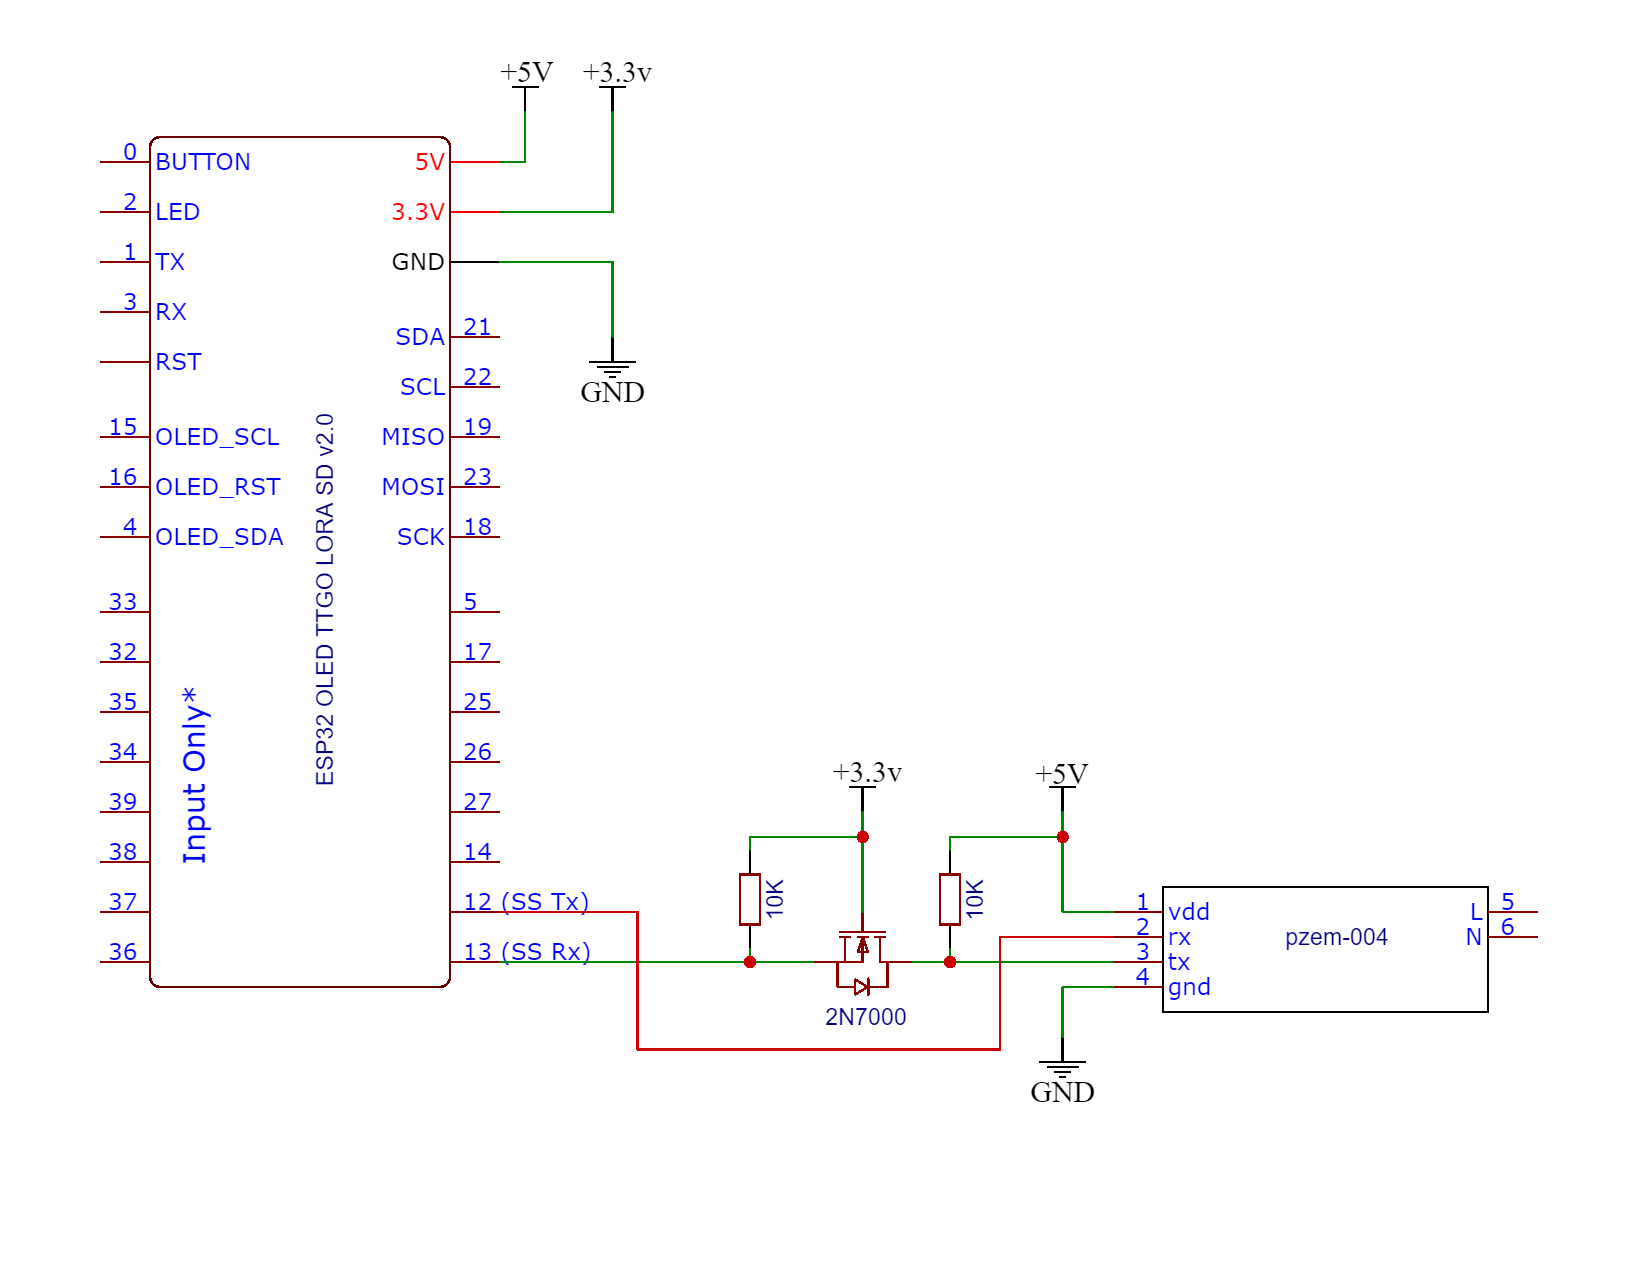 +5V
+3.3v
0
BUTTON
2
LED
1
TX
3
RX
RST
15
OLED_SCL
16
OLED_RST
4
OLED_SDA
33
32
35
34
39
38
37
36
Input Only*
ESP32 OLED TTGO LORA SD v2.0
5V
3.3V
GND
SDA
21
SCL
22
MISO
19
MOSI
23
SCK
18
5
17
25
26
27
14
12 (SS Tx)
13 (SS Rx)
GND
+3.3v
10K
2N7000
+5V
10K
1
vdd
2
rx
3
tx
4
gnd
pzem-004
L
5
N
6
GND